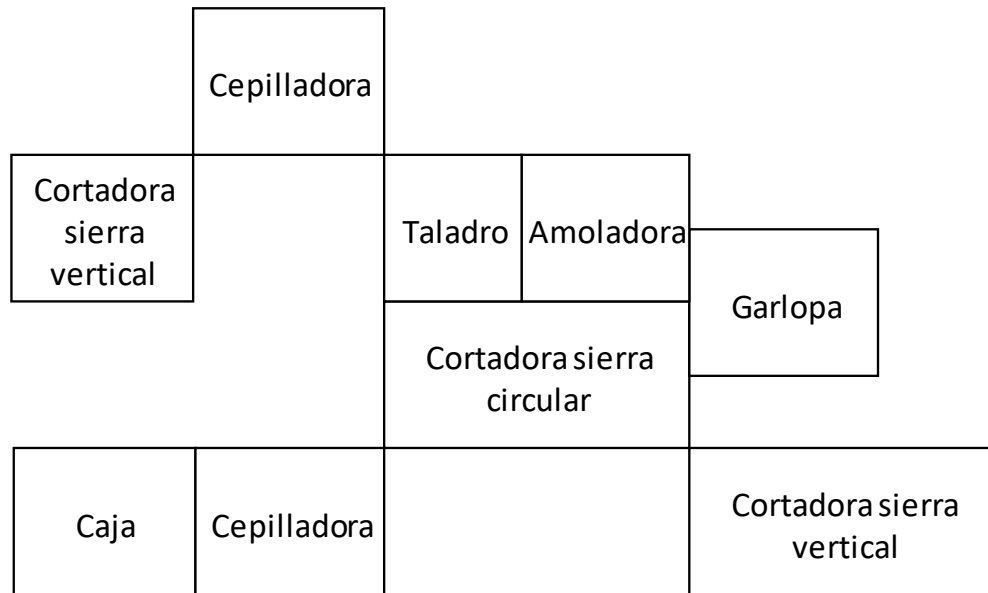 Cepilladora
Cortadora
sierra
vertical
Taladro
Amoladora
Garlopa
Cortadora sierra
circular
Caja
Cepilladora
Cortadora sierra
vertical